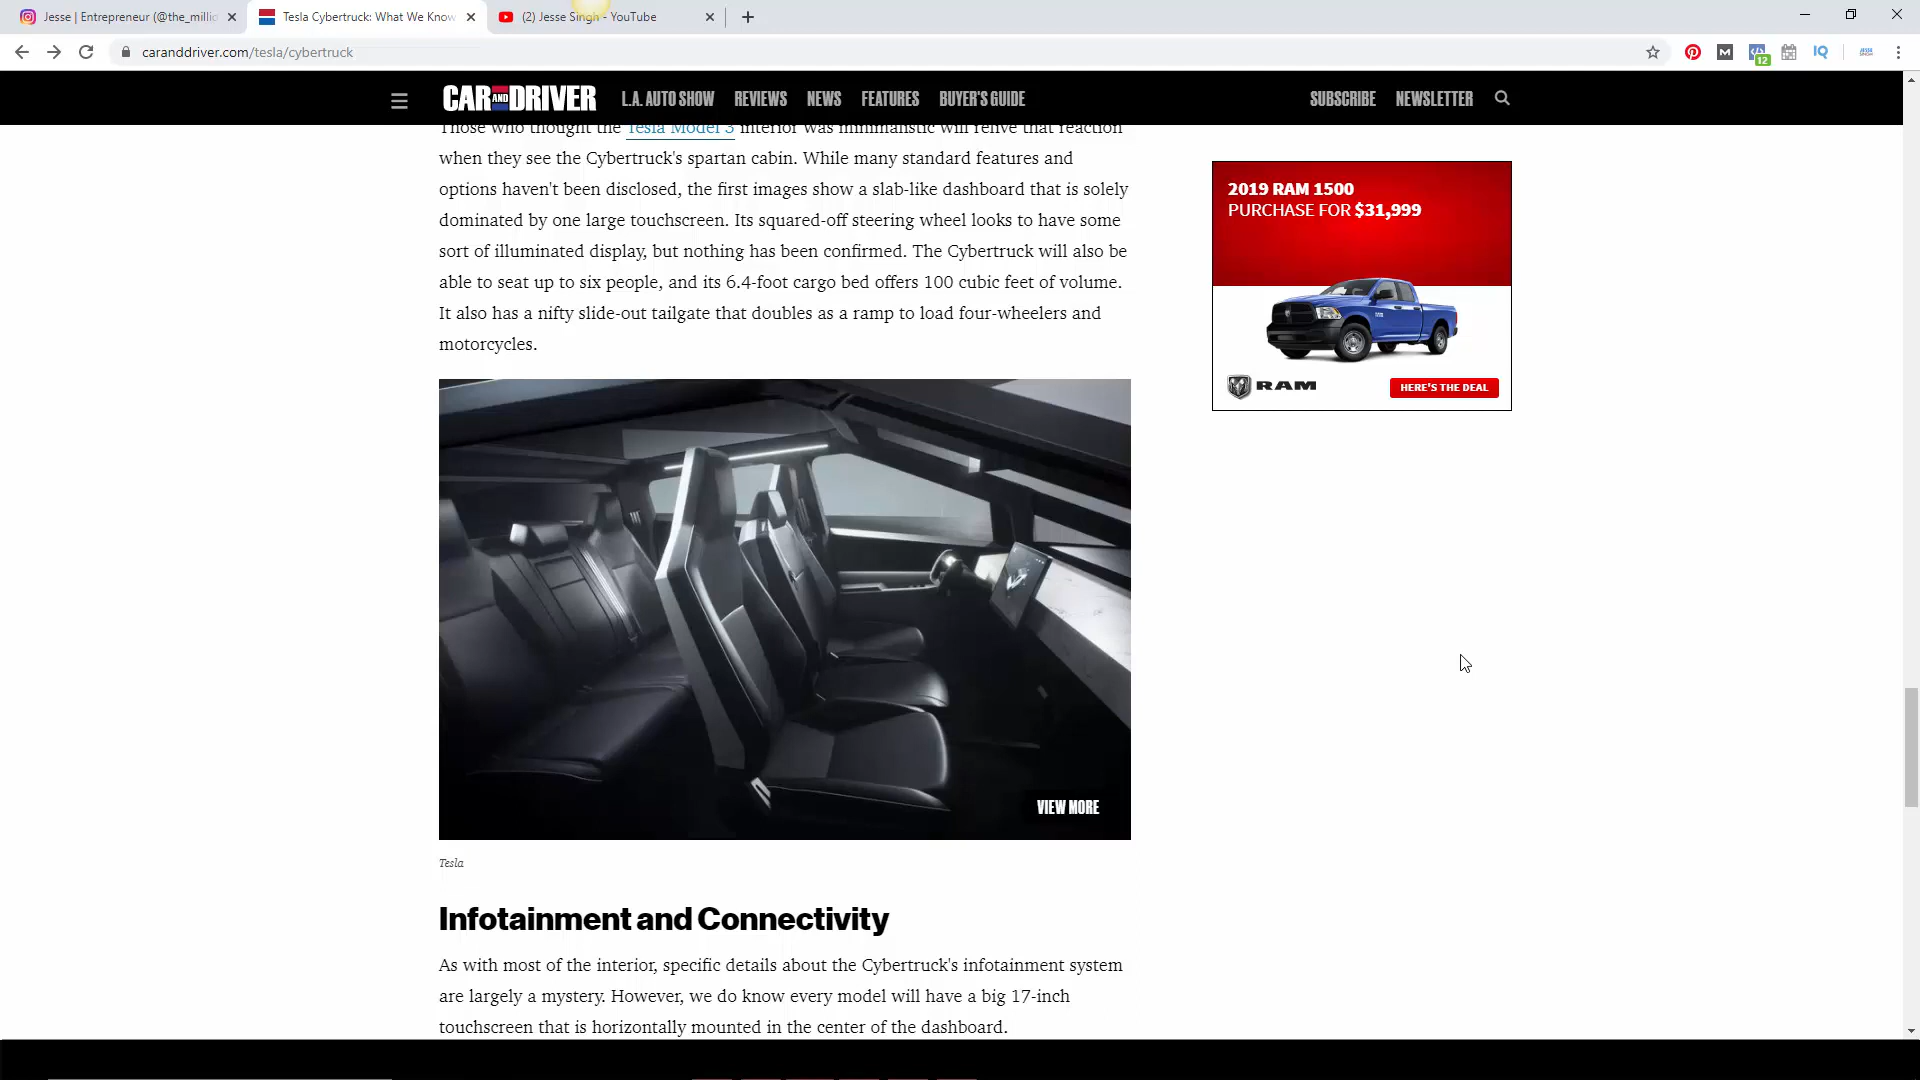 Jesse | Entrepreneur (@the_millio
Tesla Cybertruck: What We Know
(2) Jesse Singh - YouTube
caranddriver.com/tesla/cybertruck
12
CAR AND DRIVER
L.A. AUTO SHOW
REVIEWS
NEWS
FEATURES
BUYER'S GUIDE
SUBSCRIBE
NEWSLETTER
Those who thought the Tesla Model 3 interior was minimalistic will relive that reaction
when they see the Cybertruck's spartan cabin. While many standard features and
options haven't been disclosed, the first images show a slab-like dashboard that is solely
dominated by one large touchscreen. Its squared-off steering wheel looks to have some
sort of illuminated display, but nothing has been confirmed. The Cybertruck will also be
able to seat up to six people, and its 6.4-foot cargo bed offers 100 cubic feet of volume.
It also has a nifty slide-out tailgate that doubles as a ramp to load four-wheelers and
motorcycles.
2019 RAM 1500
PURCHASE FOR $31,999
RAM
HERE'S THE DEAL
VIEW MORE
Tesla
Infotainment and Connectivity
As with most of the interior, specific details about the Cybertruck's infotainment system
are largely a mystery. However, we do know every model will have a big 17-inch
touchscreen that is horizontally mounted in the center of the dashboard.